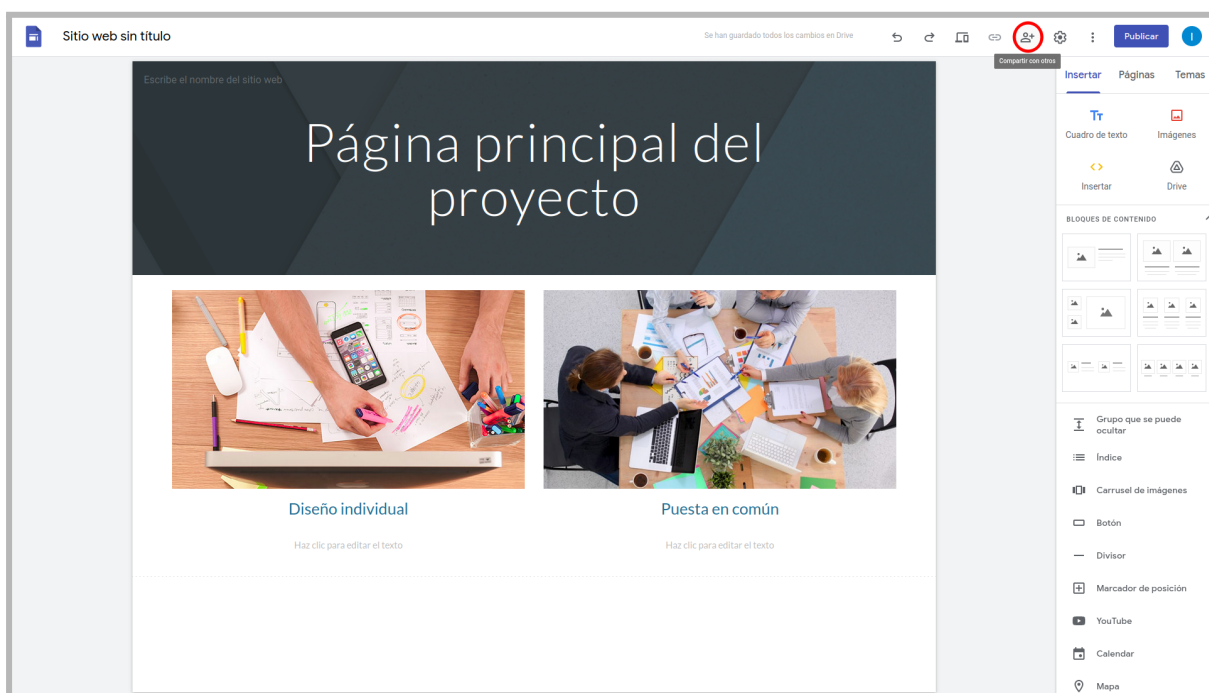 Sitio web sin título
Se han guardado todos los cambios en Drive
Publicar
I
Compartir con otros
Escribe el nombre del sitio web
Página principal del
proyecto
Insertar Páginas Temas
Tт
Cuadro de texto Imágenes
Insertar Drive
BLOQUES DE CONTENIDO
Diseño individual
Haz clic para editar el texto
Puesta en común
Haz clic para editar el texto
Grupo que se puede
ocultar
Índice
Carrusel de imágenes
Botón
Divisor
Marcador de posición
YouTube
Calendar
Mapa